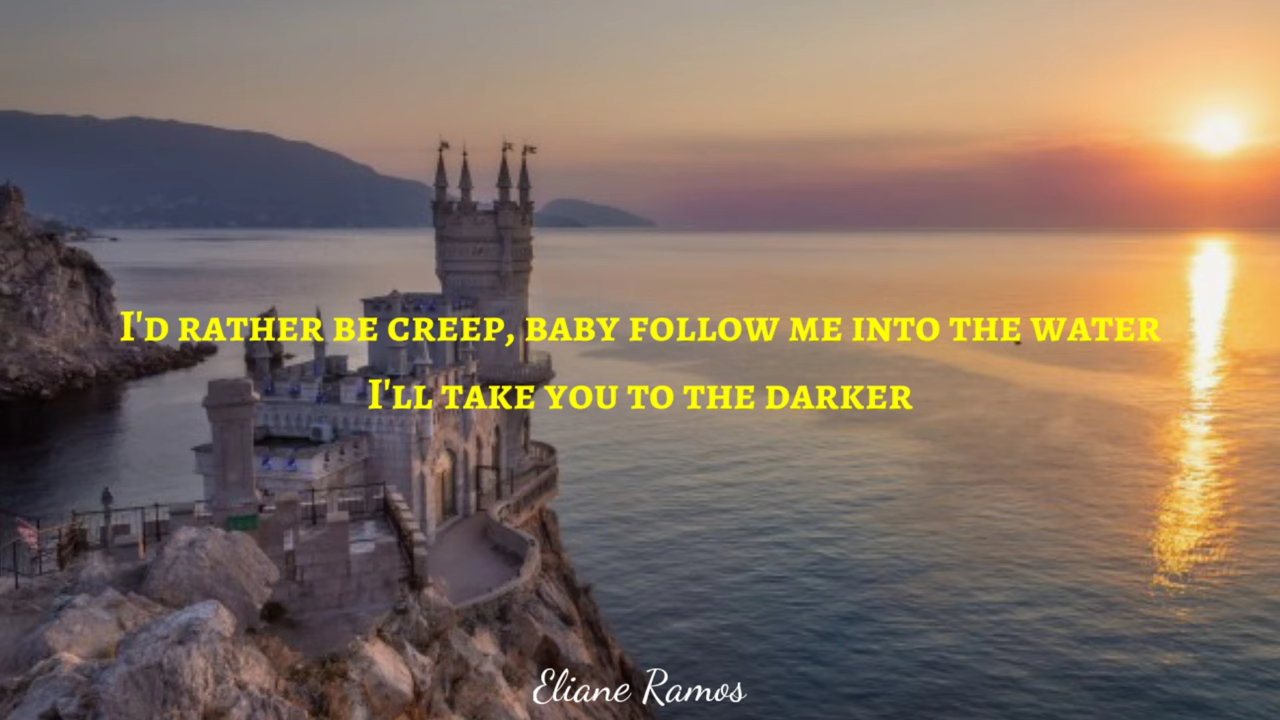 I'D RATHER BE CREEP, BABY FOLLOW ME INTO THE WATER
I'LL TAKE YOU TO THE DARKER
Eliane Ramos